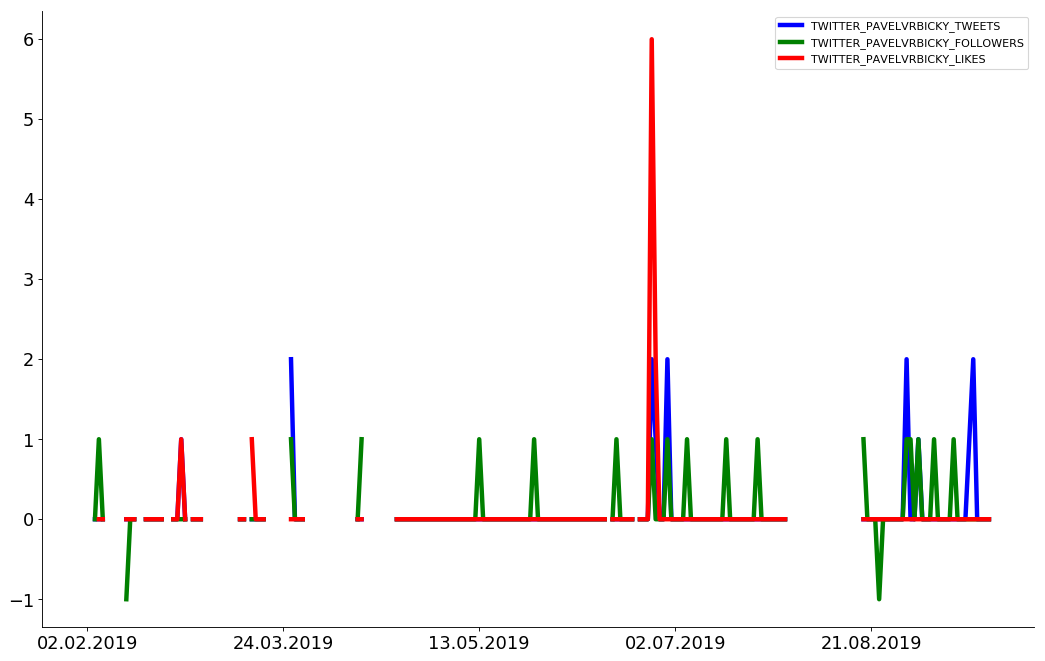 TWITTER_PAVELVRBICKY_TWEETS
TWITTER_PAVELVRBICKY_FOLLOWERS
TWITTER_PAVELVRBICKY_LIKES
6
5
4
3
2
1
0
−1
02.02.2019 24.03.2019 13.05.2019 02.07.2019 21.08.2019